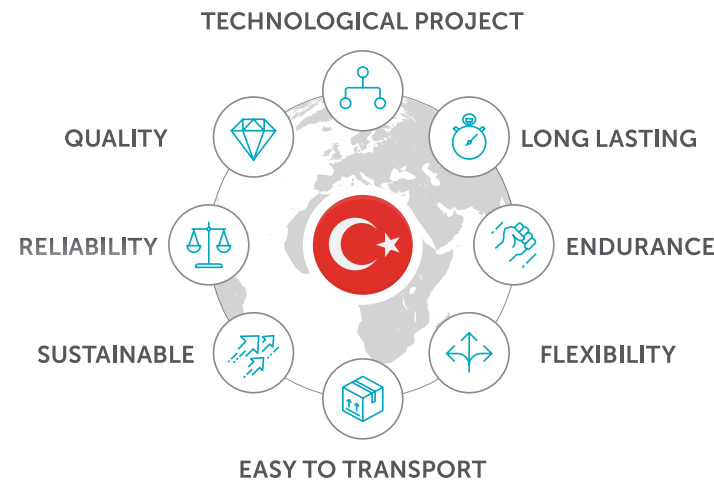 TECHNOLOGICAL PROJECT
QUALITY
LONG LASTING
RELIABILITY
ENDURANCE
SUSTAINABLE
FLEXIBILITY
EASY TO TRANSPORT